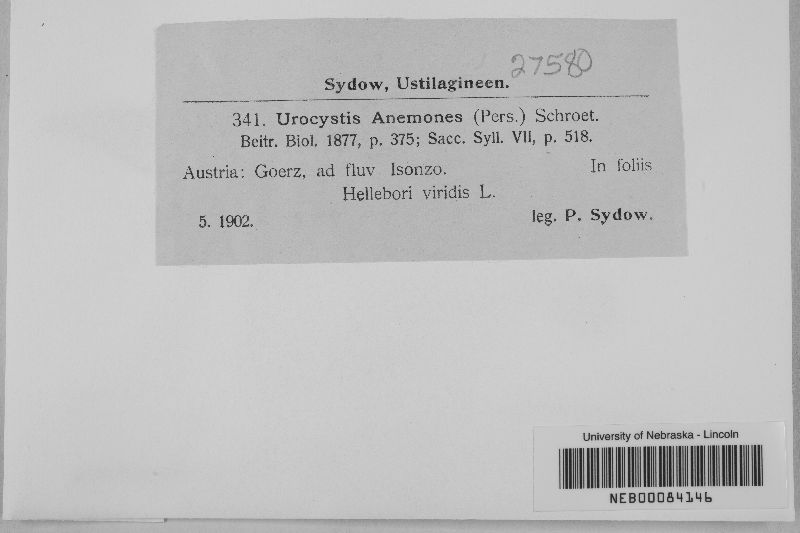 27580
Sydow, Ustilagineen.
341. Urocystis Anemones (Pers.) Schroet.
Beitr. Biol. 1877, p. 375; Sacc. Syll. VII, p. 518.
Austria: Goerz, ad fluv Isonzo. In foliis
Hellebori viridis L.
5. 1902. leg. P. Sydow.
University of Nebraska - Lincoln
NEB00084146